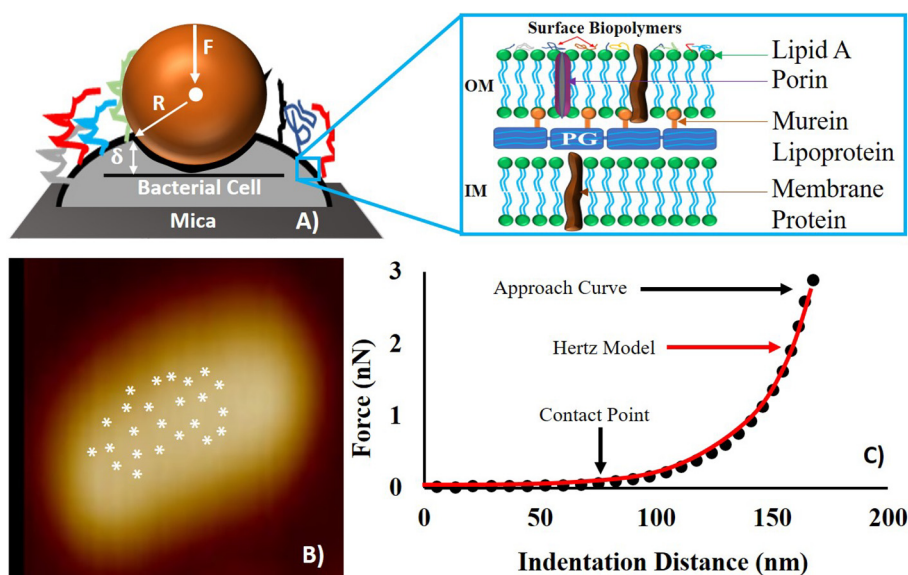 F
R
δ
Bacterial Cell
Mica
A)
Surface Biopolymers
OM
PG
IM
Lipid A
Porin
Murein
Lipoprotein
Membrane
Protein
B)
Force (nN)
3
2
1
0
Approach Curve
Hertz Model
Contact Point
C)
0 50 100 150 200
Indentation Distance (nm)